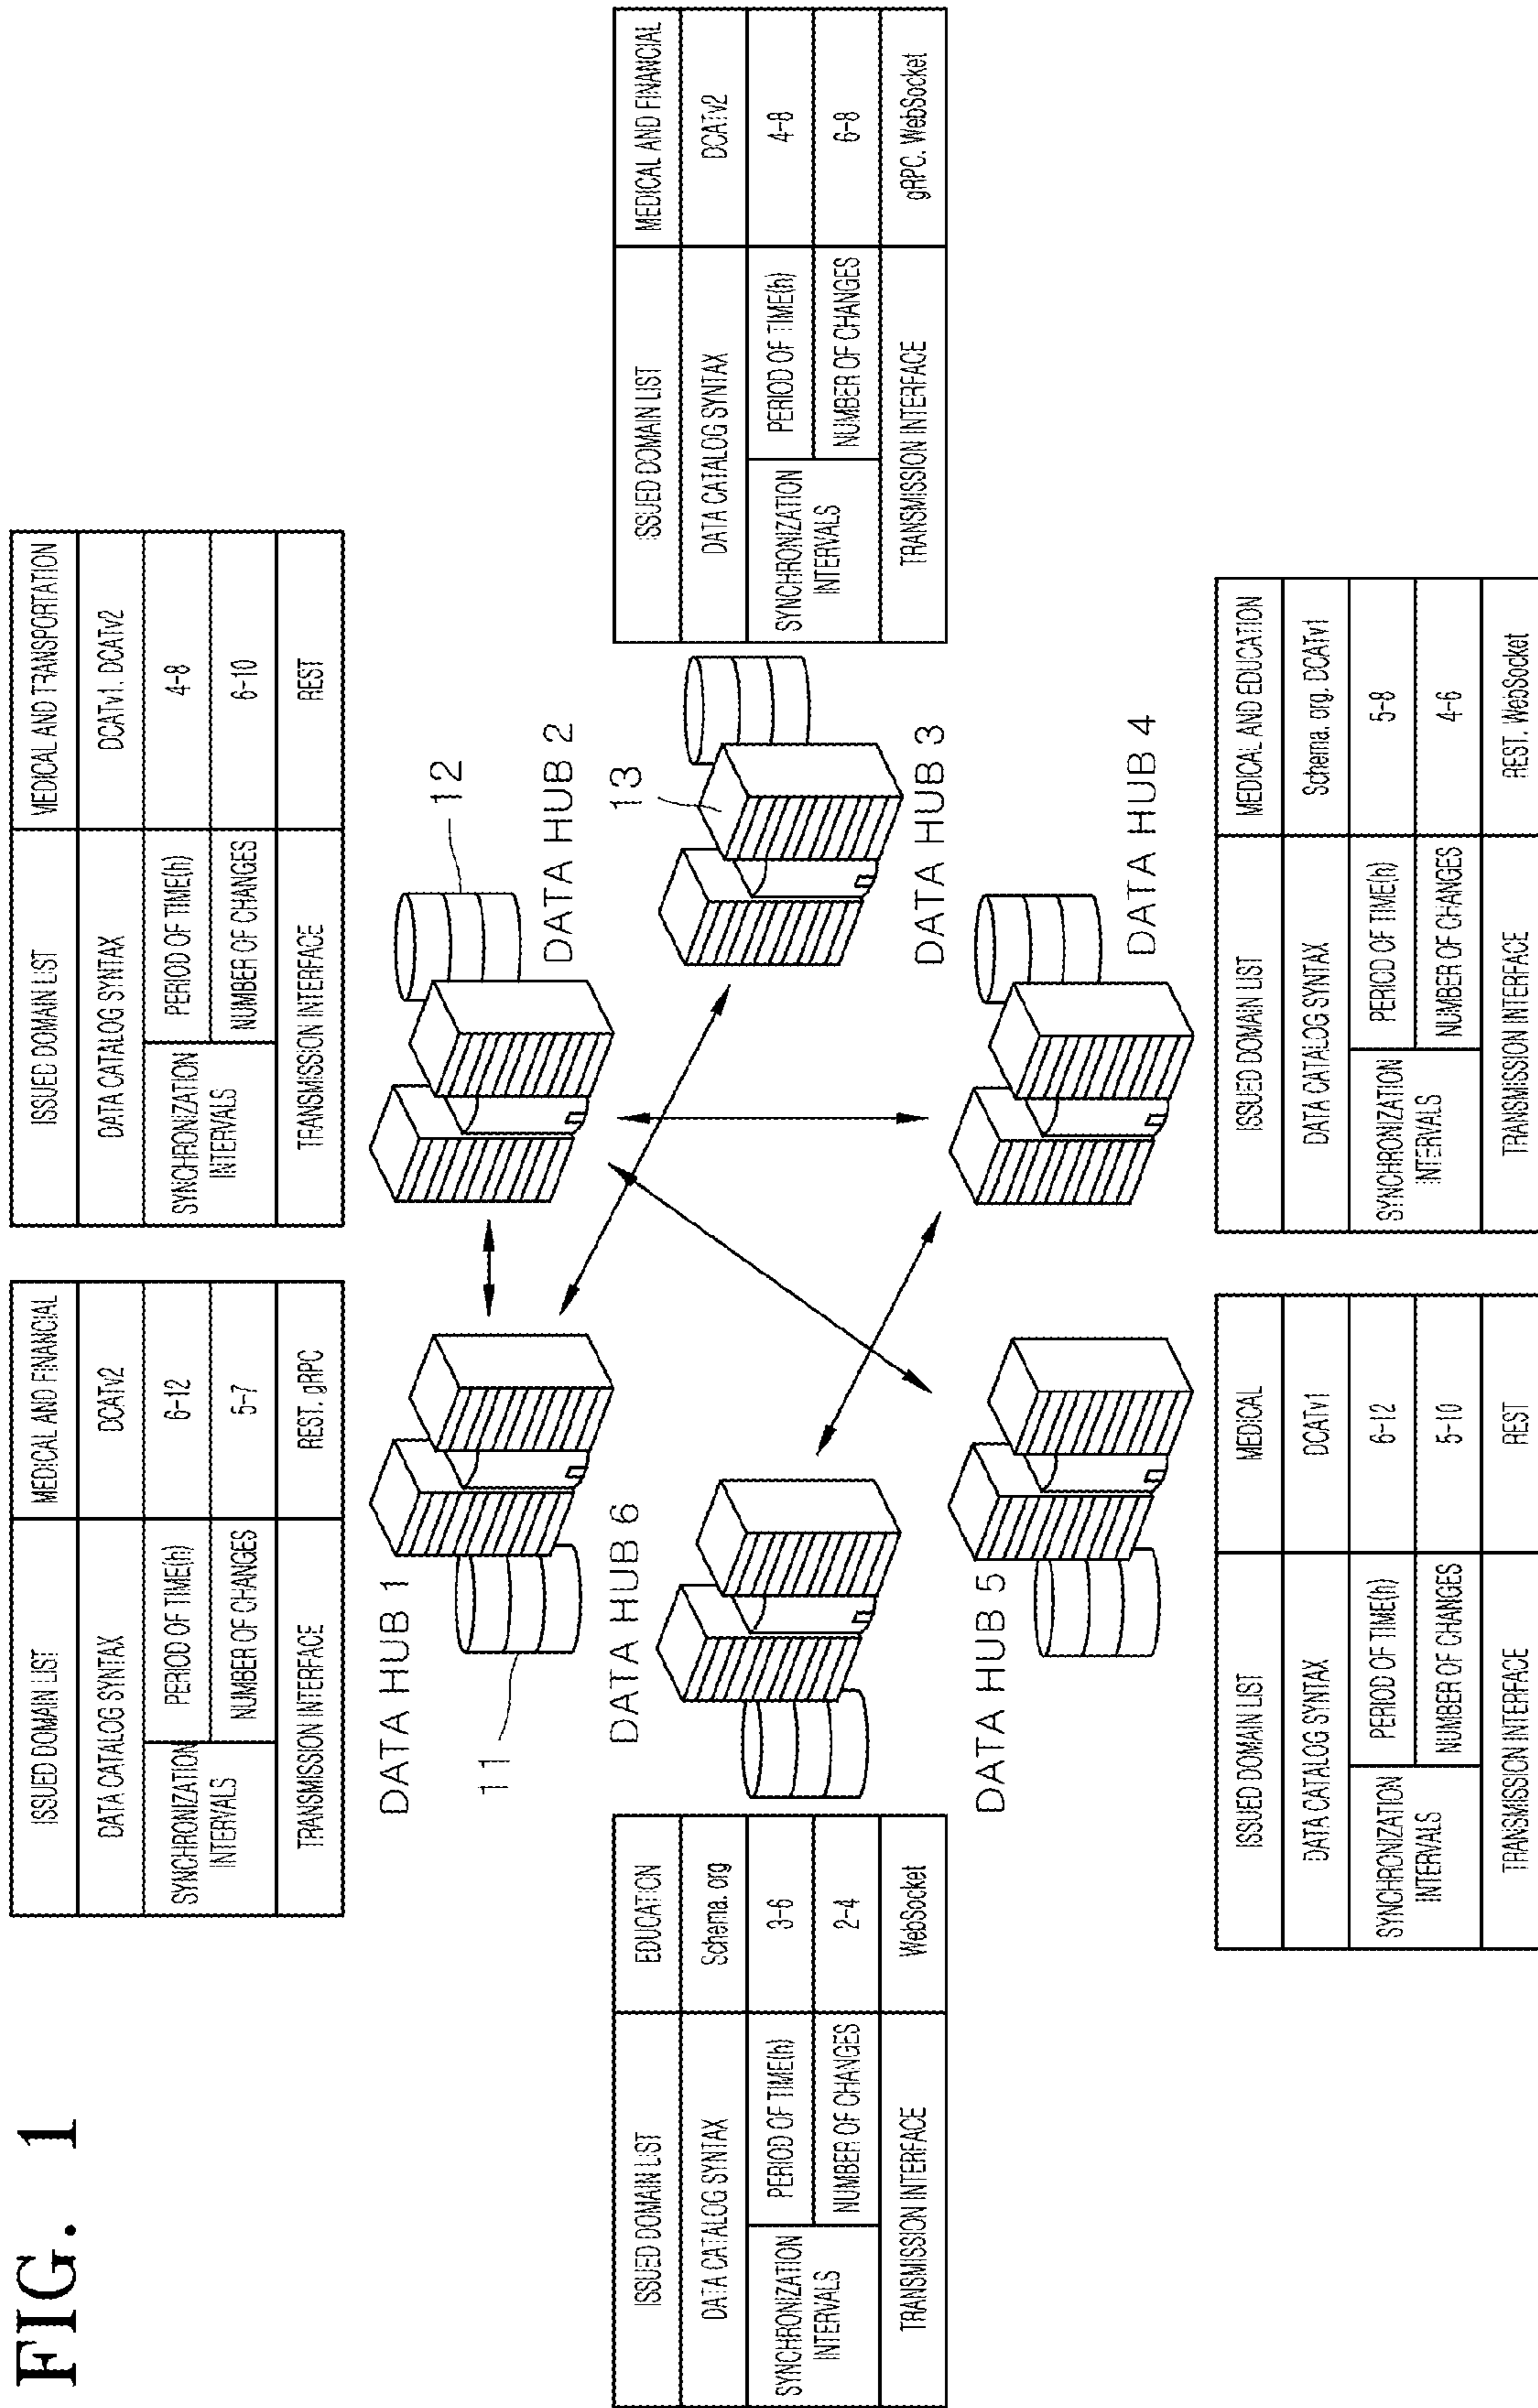 FIG. 1
ISSUED DOMAIN LIST MEDICAL AND FINANCIAL
DATA CATALOG SYNTAX DCATv2
SYNCHRONIZATION INTERVALS
PERIOD OF TIME(h) 6-12
NUMBER OF CHANGES 5-7
TRANSMISSION INTERFACE REST. gRPC
ISSUED DOMAIN LIST MEDICAL AND TRANSPORTATION
DATA CATALOG SYNTAX DCATv1. DCATv2
SYNCHRONIZATION INTERVALS
PERIOD OF TIME(h) 4-8
NUMBER OF CHANGES 6-10
TRANSMISSION INTERFACE REST
DATA HUB 1
11
12
DATA HUB 2
ISSUED DOMAIN LIST EDUCATION
DATA CATALOG SYNTAX Schema. org
SYNCHRONIZATION INTERVALS
PERIOD OF TIME(h) 3-6
NUMBER OF CHANGES 2-4
TRANSMISSION INTERFACE WebSocket
DATA HUB 6
13
DATA HUB 3
ISSUED DOMAIN LIST MEDICAL AND FINANCIAL
DATA CATALOG SYNTAX DCATv2
SYNCHRONIZATION INTERVALS
PERIOD OF TIME(h) 4-8
NUMBER OF CHANGES 6-8
TRANSMISSION INTERFACE gRPC. WebSocket
DATA HUB 5
DATA HUB 4
ISSUED DOMAIN LIST MEDICAL
DATA CATALOG SYNTAX DCATv1
SYNCHRONIZATION INTERVALS
PERIOD OF TIME(h) 6-12
NUMBER OF CHANGES 5-10
TRANSMISSION INTERFACE REST
ISSUED DOMAIN LIST MEDICAL AND EDUCATION
DATA CATALOG SYNTAX Schema. org. DCATv1
SYNCHRONIZATION INTERVALS
PERIOD OF TIME(h) 5-8
NUMBER OF CHANGES 4-6
TRANSMISSION INTERFACE REST. WebSocket